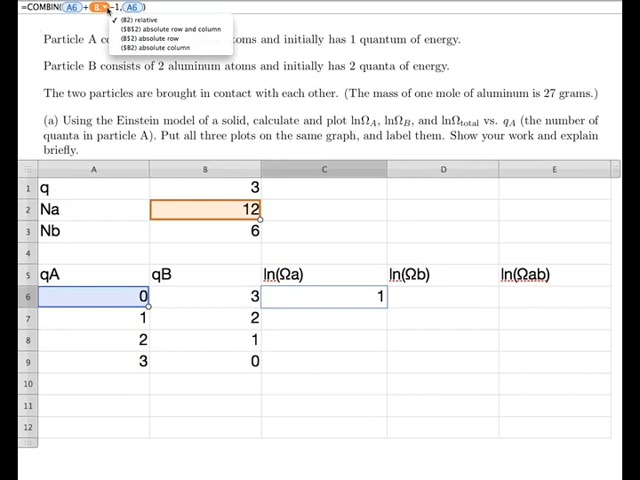 =COMBIN( A6 + B −1, A6 )
✓ (B2) relative
($B$2) absolute row and column
(B$2) absolute row
($B2) absolute column
Particle A atoms and initially has 1 quantum of energy.
Particle B consists of 2 aluminum atoms and initially has 2 quanta of energy.
The two particles are brought in contact with each other. (The mass of one mole of aluminum is 27 grams.)
(a) Using the Einstein model of a solid, calculate and plot lnΩA, lnΩB, and lnΩtotal vs. qA (the number of
quanta in particle A). Put all three plots on the same graph, and label them. Show your work and explain
briefly.
A B C D E
1 q 3
2 Na 12
3 Nb 6
4
5 qA qB ln(Ωa) ln(Ωb) ln(Ωab)
6 0 3 1
7 1 2
8 2 1
9 3 0
10
11
12